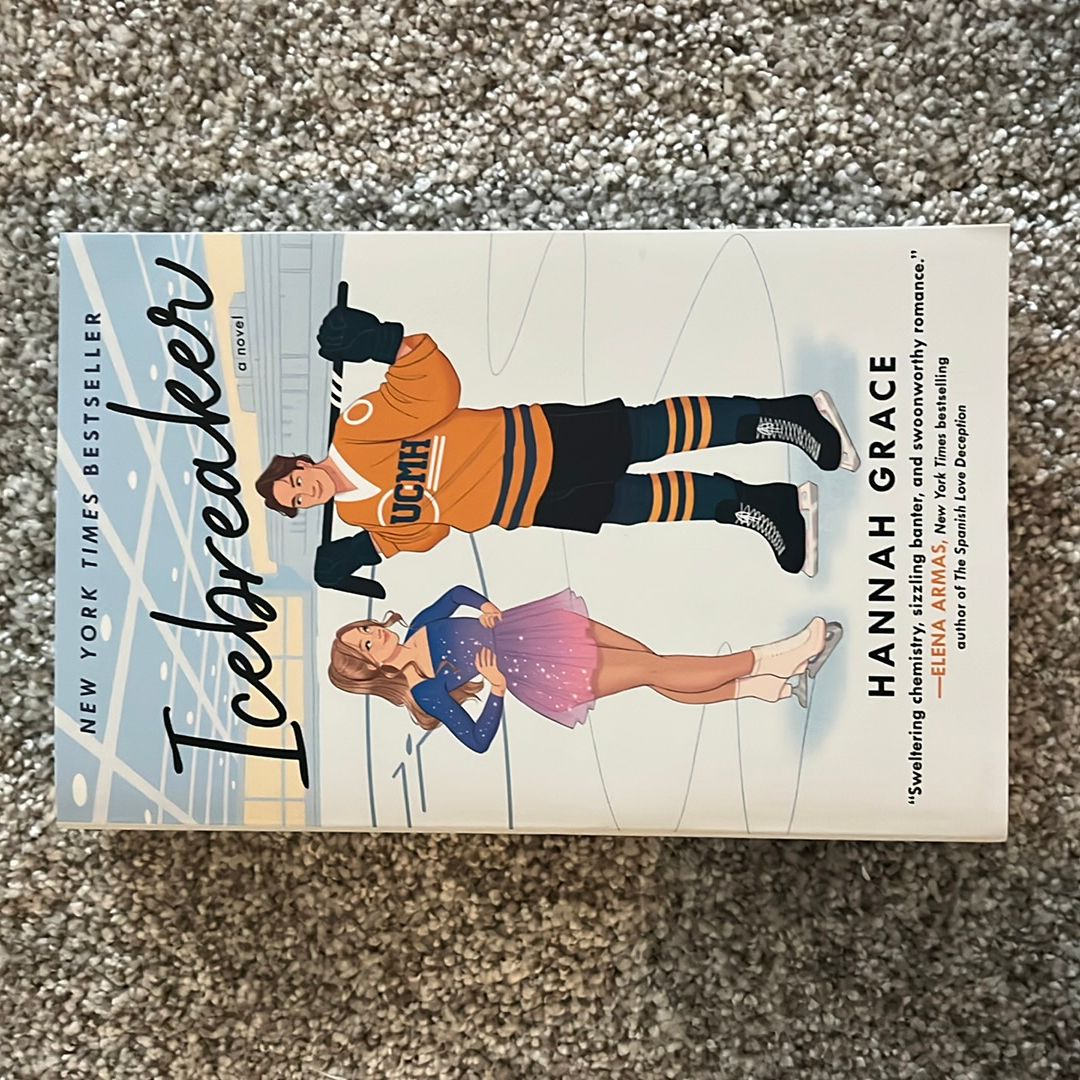 NEW YORK TIMES BESTSELLER
Icebreaker
a novel
UCMH
HANNAH GRACE
“Sweltering chemistry, sizzling banter, and swoonworthy romance.”
—ELENA ARMAS, New York Times bestselling
author of The Spanish Love Deception